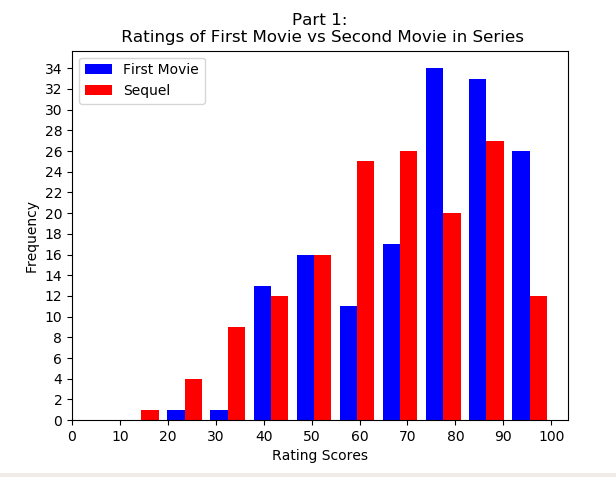 Part 1:
Ratings of First Movie vs Second Movie in Series
First Movie
Sequel
34
32
30
28
26
24
22
20
18
16
14
12
10
8
6
4
2
0
Frequency
0 10 20 30 40 50 60 70 80 90 100
Rating Scores